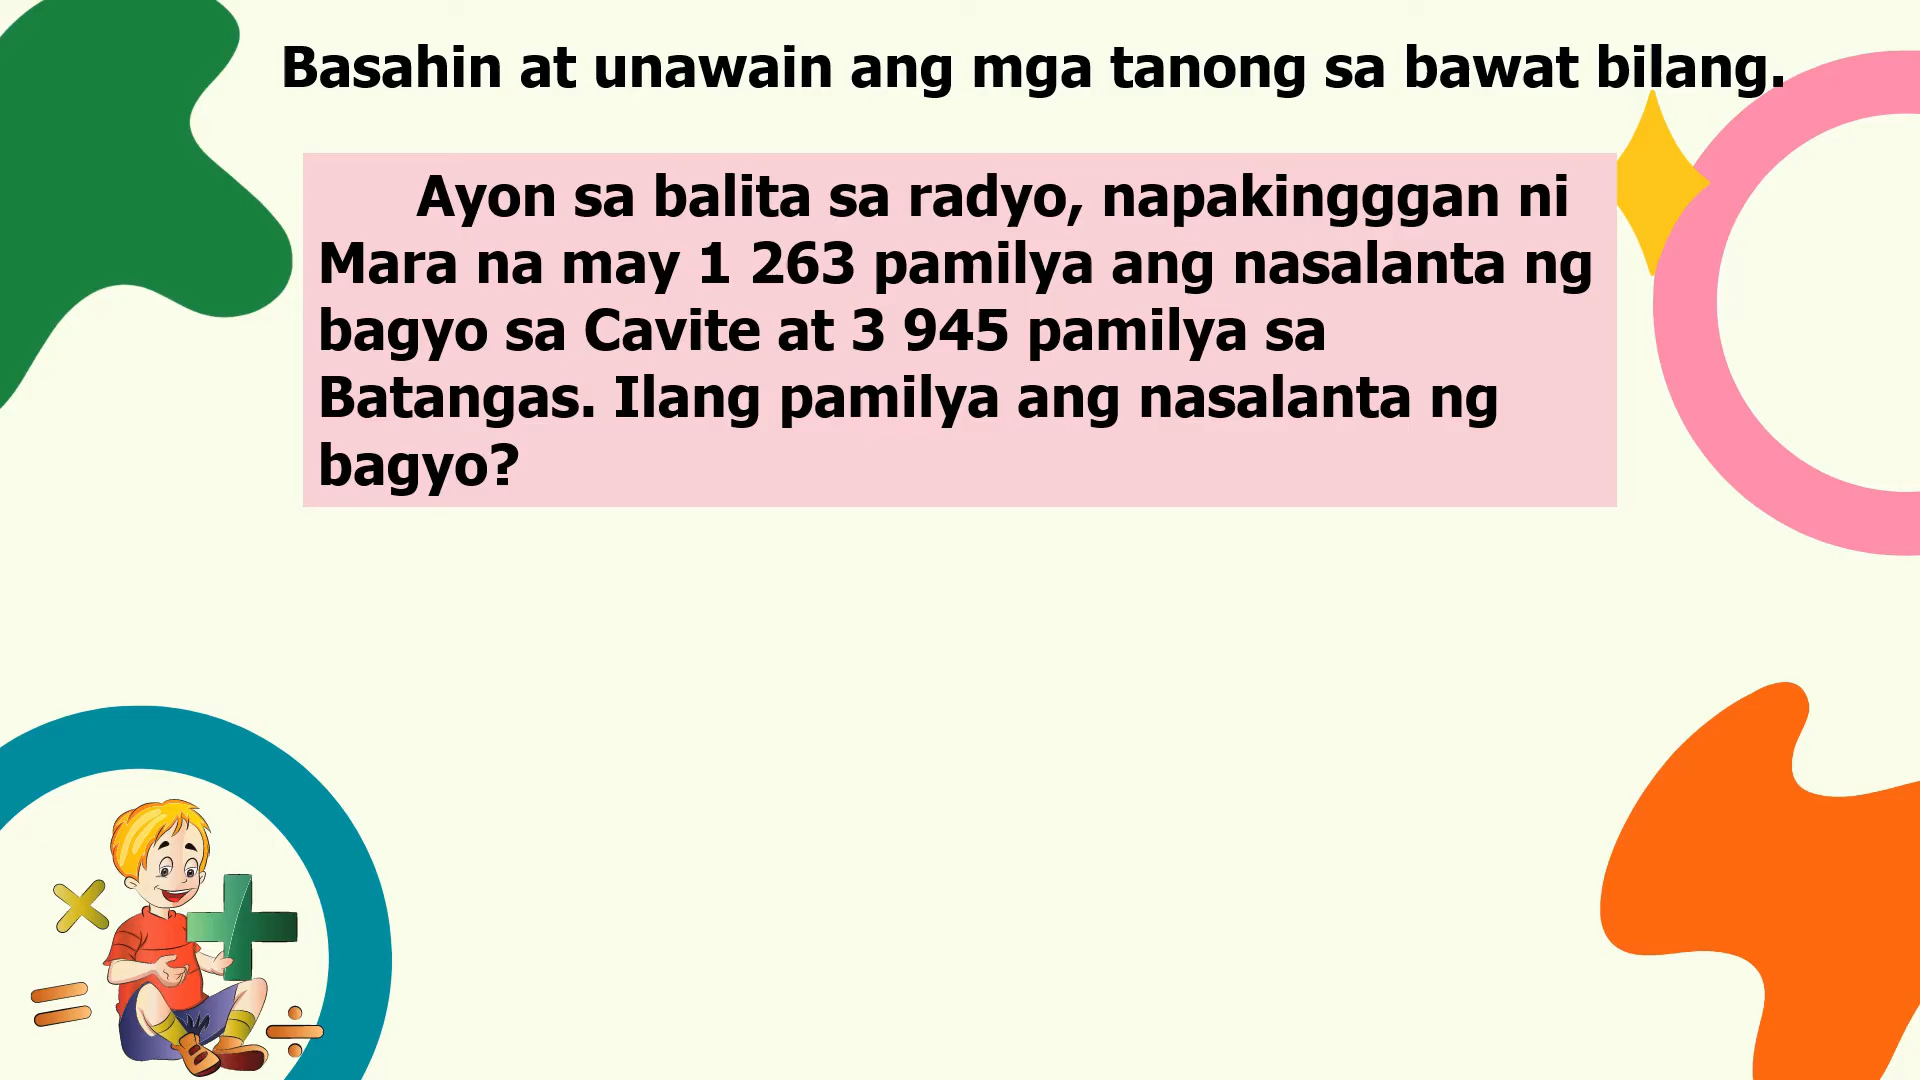 Basahin at unawain ang mga tanong sa bawat bilang.
Ayon sa balita sa radyo, napakingggan ni
Mara na may 1 263 pamilya ang nasalanta ng
bagyo sa Cavite at 3 945 pamilya sa
Batangas. Ilang pamilya ang nasalanta ng
bagyo?